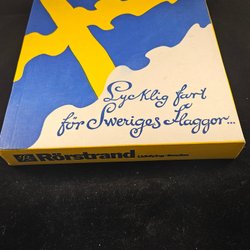 Lycklig fart
för Sveriges flaggor...
Rörstrand